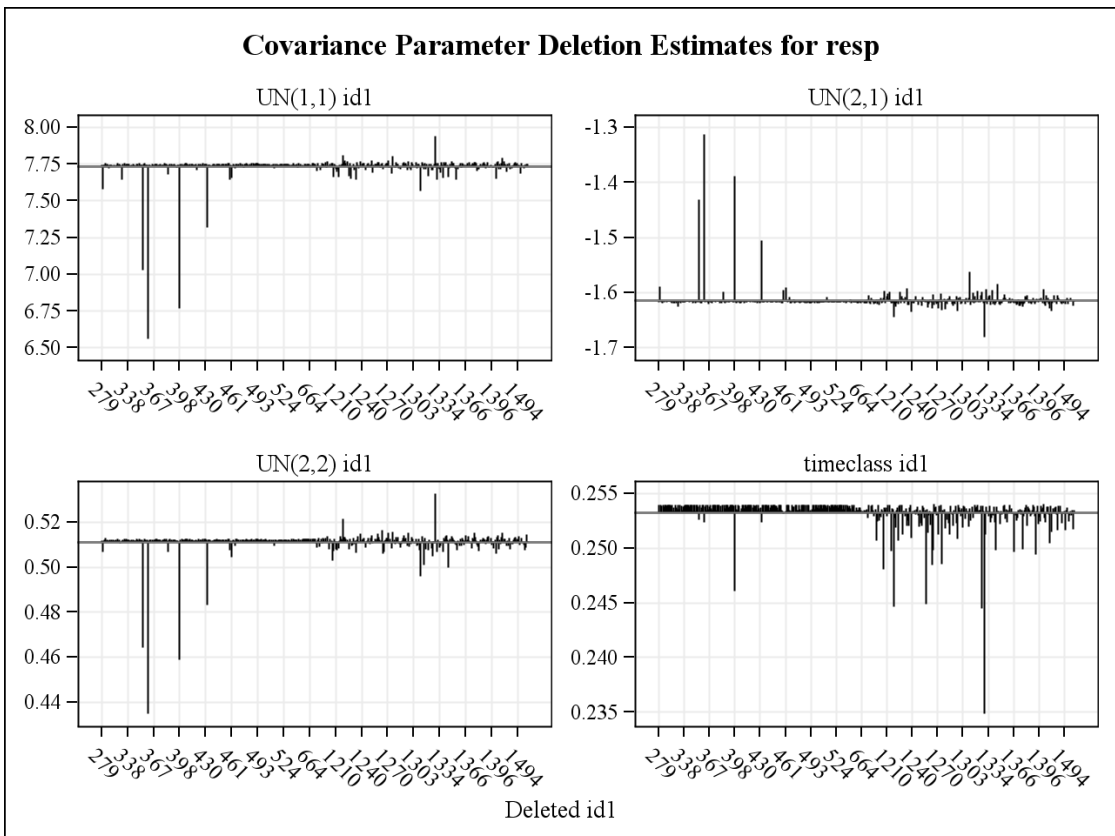 Covariance Parameter Deletion Estimates for resp
UN(1,1) id1
8.00
7.75
7.50
7.25
7.00
6.75
6.50
279 338 367 398 430 461 493 524 664 1210 1240 1270 1303 1334 1366 1396 1494
UN(2,1) id1
-1.3
-1.4
-1.5
-1.6
-1.7
279 338 367 398 430 461 493 524 664 1210 1240 1270 1303 1334 1366 1396 1494
UN(2,2) id1
0.52
0.50
0.48
0.46
0.44
279 338 367 398 430 461 493 524 664 1210 1240 1270 1303 1334 1366 1396 1494
timeclass id1
0.255
0.250
0.245
0.240
0.235
279 338 367 398 430 461 493 524 664 1210 1240 1270 1303 1334 1366 1396 1494
Deleted id1